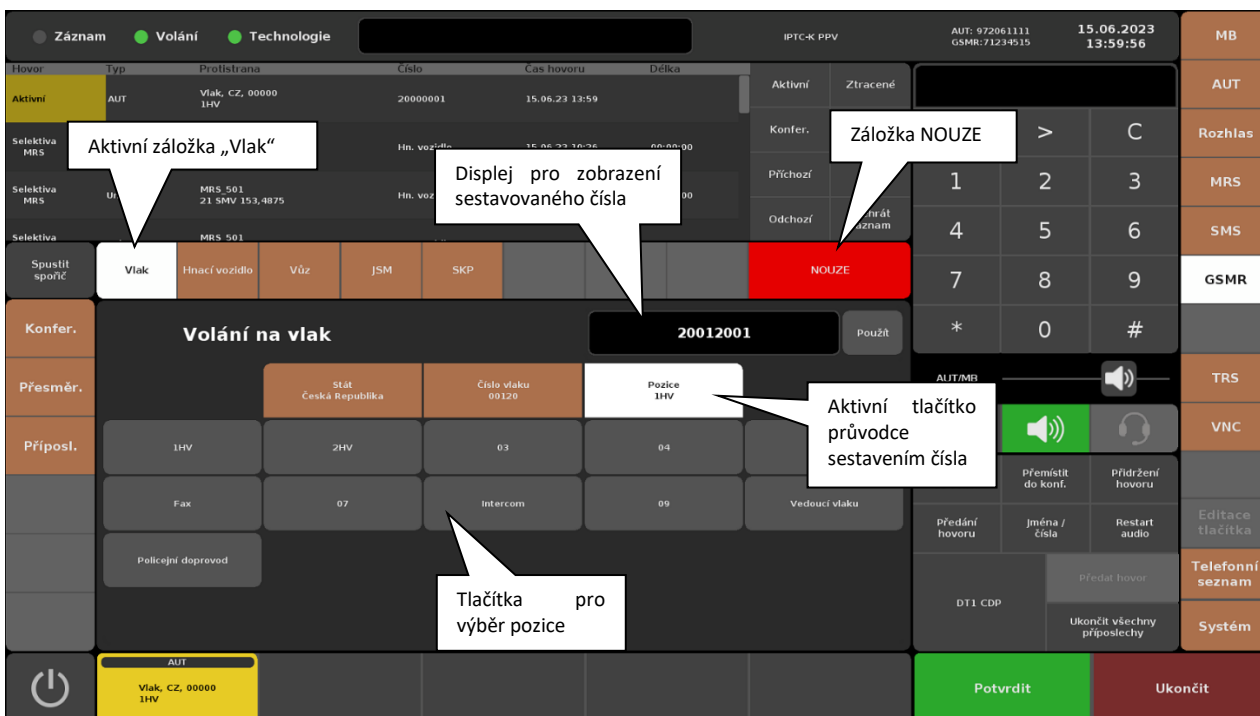 Záznam
Volání
Technologie
IPTC-K PPV
AUT: 972061111
GSMR:71234515
15.06.2023
13:59:56
MB
Hovor Typ Protistrana Číslo Čas hovoru Délka
Aktivní AUT Vlak, CZ, 00000
1HV
20000001 15.06.23 13:59
Aktivní Ztracené
AUT
Selektiva
MRS
Hn. vozidlo 15.06.23 10:26 00:00:00
Konfer.
> C
Rozhlas
Aktivní záložka „Vlak“
Displej pro zobrazení
sestavovaného čísla
Záložka NOUZE
Selektiva
MRS
MRS_501
21 SMV 153,4875
Příchozí
1 2 3
MRS
Selektiva MRS 501
Odchozí
4 5 6
SMS
Spustit
spořič
Vlak
Hnací vozidlo
Vůz
JSM
SKP
NOUZE
7 8 9
GSMR
Konfer.
Volání na vlak
20012001
Použít
* 0 #
Přesměr.
Stát
Česká Republika
Číslo vlaku
00120
Pozice
1HV
AUT/MB
TRS
Aktivní tlačítko
průvodce
sestavením čísla
Příposl.
1HV 2HV 03 04
VNC
Fax 07 Intercom 09 Vedoucí vlaku
Přemístit
do konf.
Přidržení
hovoru
Předání
hovoru
Jména /
čísla
Restart
audio
Editace
tlačítka
Policejní doprovod
Tlačítka pro
výběr pozice
DT1 CDP
Předat hovor
Ukončit všechny
příposlechy
Telefonní
seznam
Systém
AUT
Vlak, CZ, 00000
1HV
Potvrdit
Ukončit